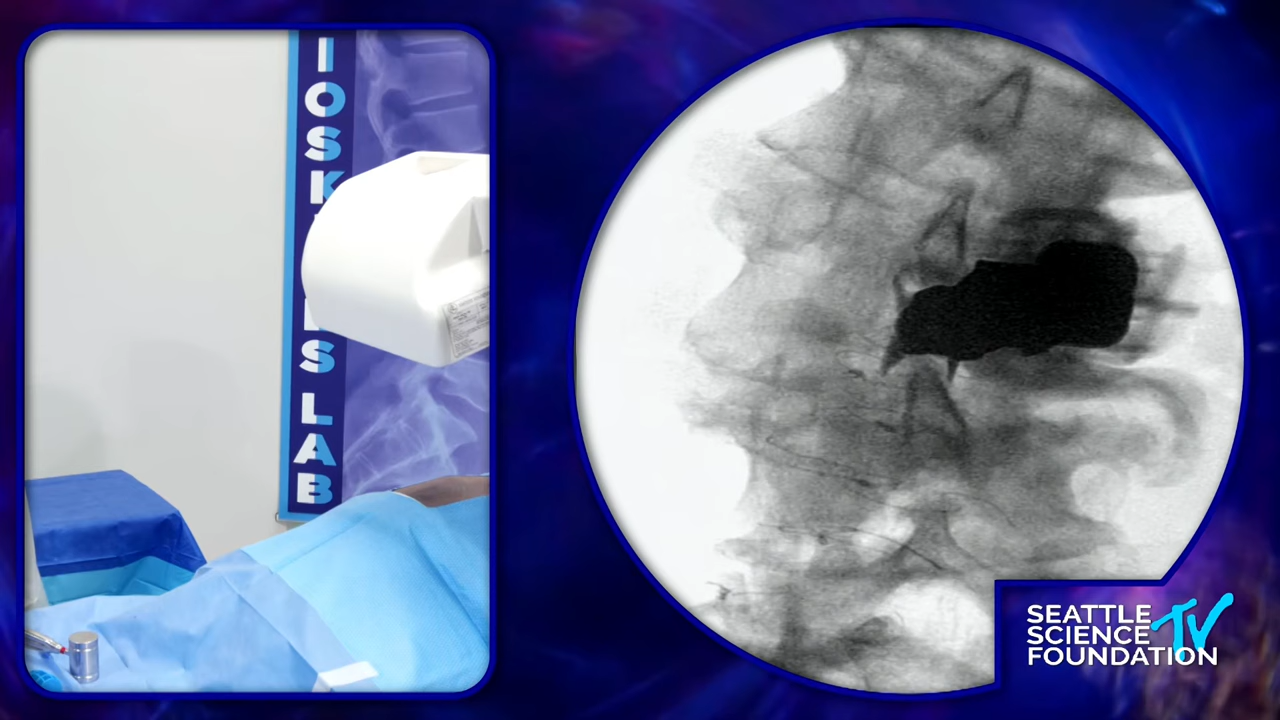 IOSK
S LAB
SEATTLE
SCIENCE TV
FOUNDATION